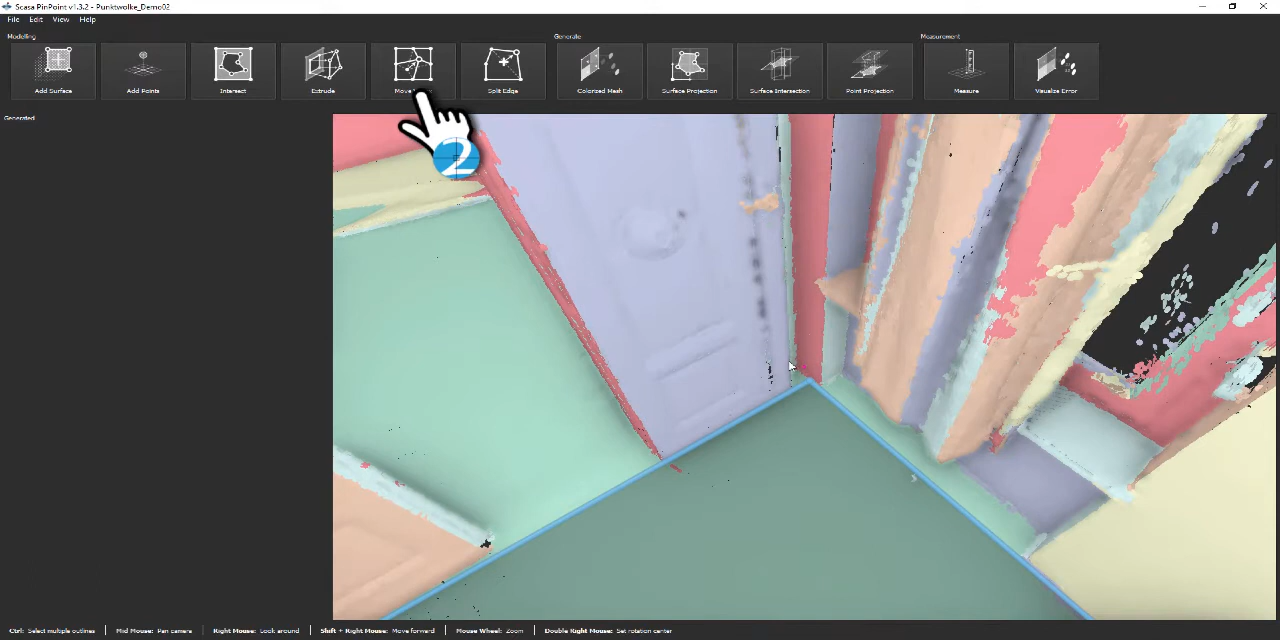 Scasa PinPoint v1.3.2 - Punktwolke_Demo02
File Edit View Help
Modeling Generate Measurement
Add Surface Add Points Intersect Extrude Move Split Edge Colorized Mesh Surface Projection Surface Intersection Point Projection Measure Visualize Error
2
Generated
Ctrl: Select multiple outlines Mid Mouse: Pan camera Right Mouse: Look around Shift + Right Mouse: Move forward Mouse Wheel: Zoom Double Right Mouse: Set rotation center